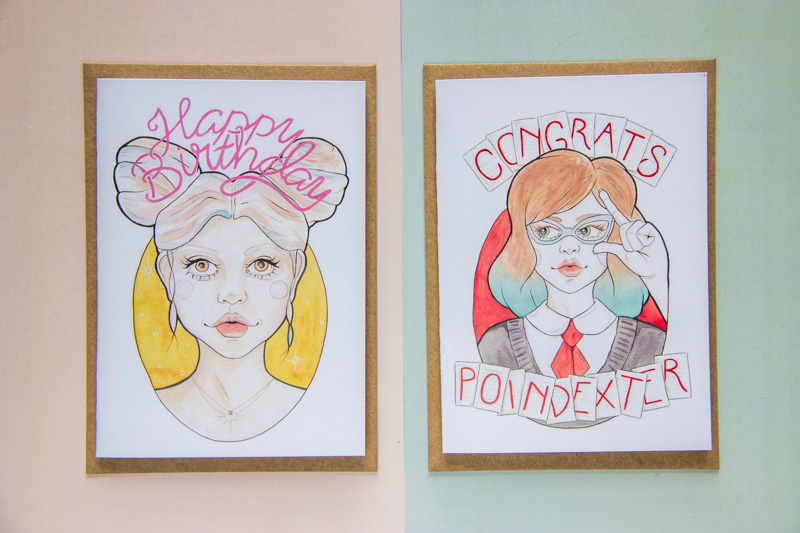 Happy
Birthday
CONGRATS
POINDEXTER